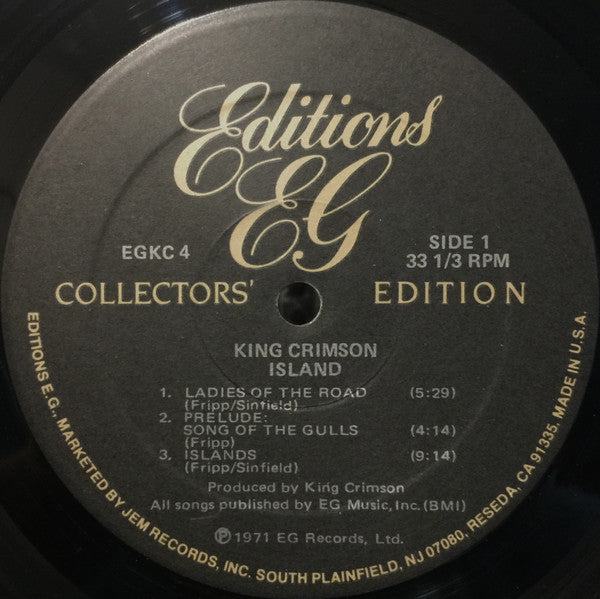 Editions
EG
EGKC 4
SIDE 1
33 1/3 RPM
COLLECTORS' EDITION
KING CRIMSON
ISLAND
1. LADIES OF THE ROAD (5:29)
(Fripp/Sinfield)
2. PRELUDE:
SONG OF THE GULLS (4:14)
(Fripp)
3. ISLANDS (9:14)
(Fripp/Sinfield)
Produced by King Crimson
All songs published by EG Music, Inc. (BMI)
Ⓟ 1971 EG Records, Ltd.
EDITIONS E.G., MARKETED BY JEM RECORDS, INC. SOUTH PLAINFIELD, NJ 07080, RESEDA, CA 91335, MADE IN U.S.A.